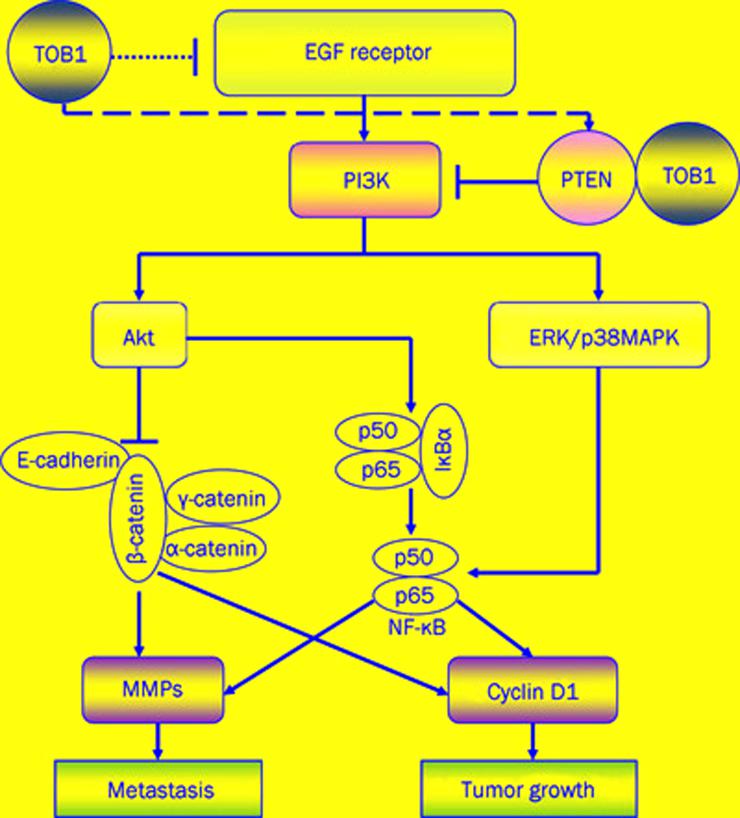 TOB1
EGF receptor
PI3K
PTEN
TOB1
Akt
ERK/p38MAPK
p50
p65
IκBα
E-cadherin
β-catenin
γ-catenin
α-catenin
p50
p65
NF-κB
MMPs
Cyclin D1
Metastasis
Tumor growth